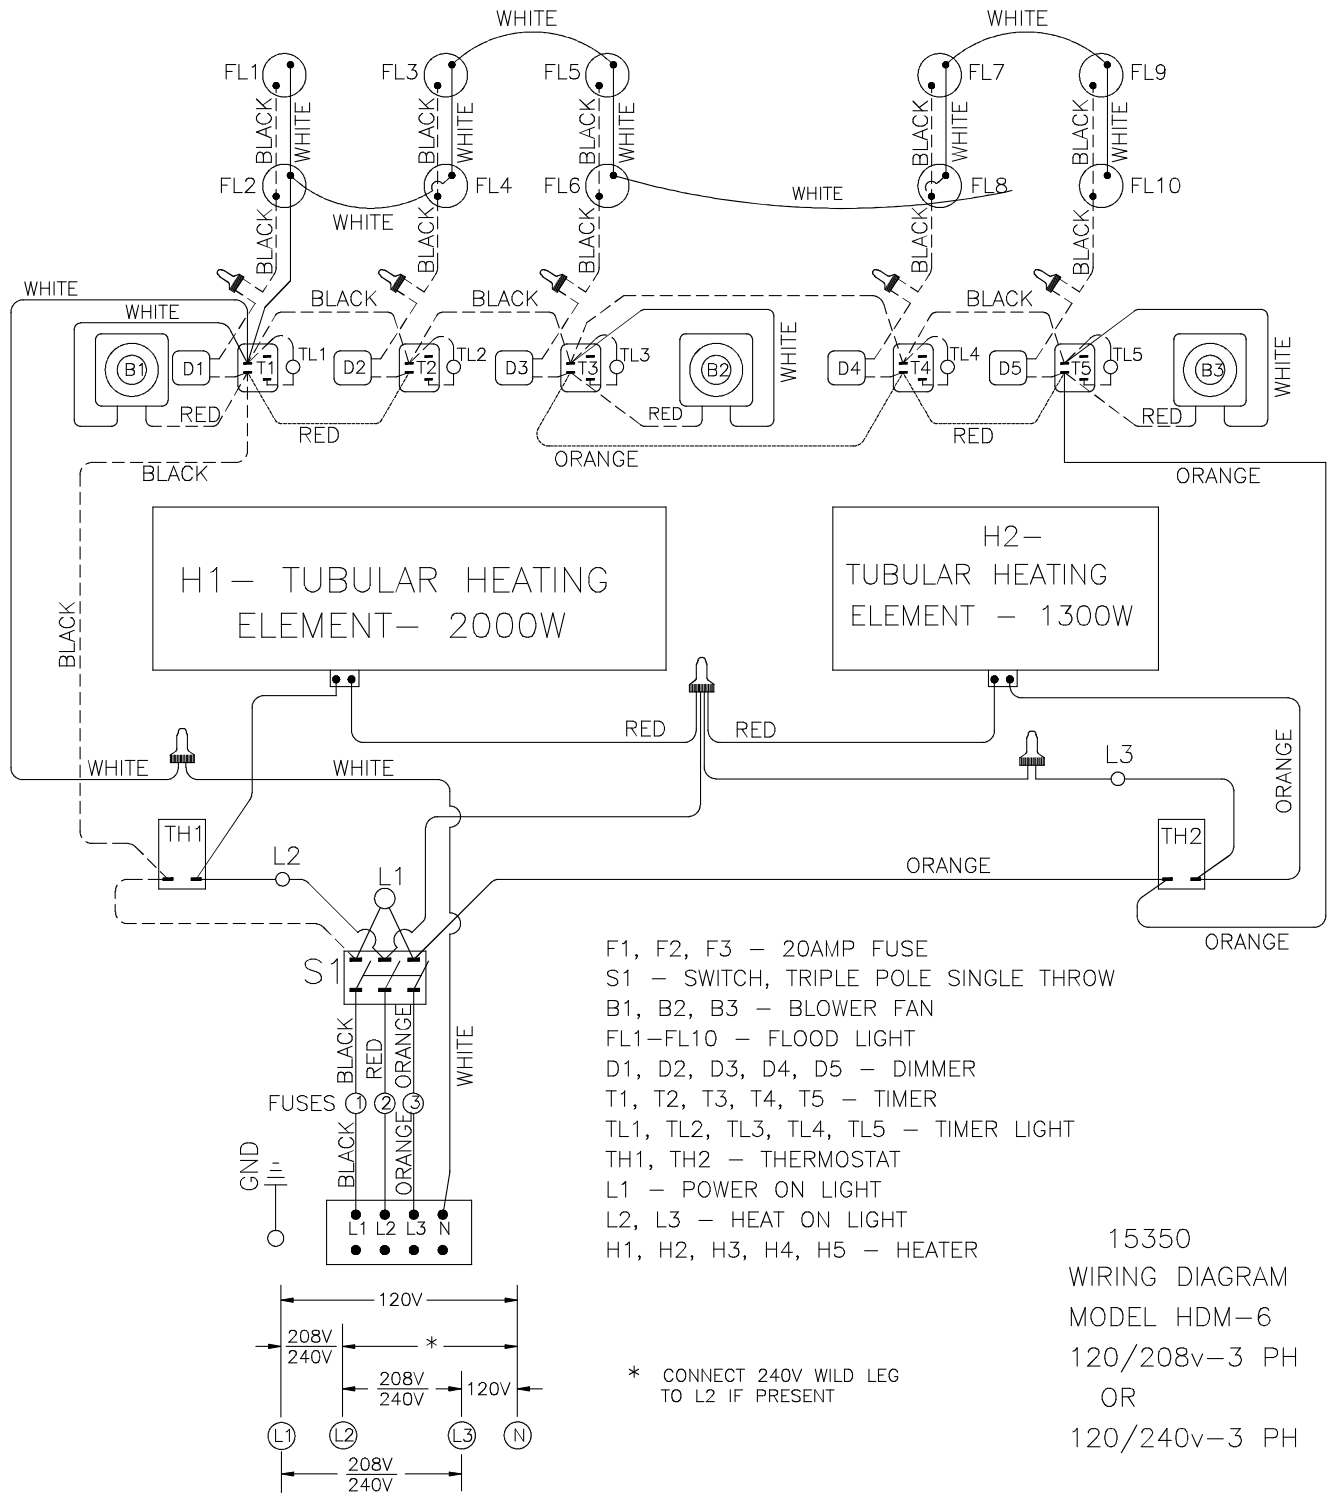 WHITE
WHITE
FL1
FL3
FL5
FL7
FL9
BLACK
WHITE
BLACK
WHITE
BLACK
WHITE
BLACK
WHITE
BLACK
WHITE
FL2
FL4
FL6
FL8
FL10
WHITE
WHITE
BLACK
BLACK
BLACK
BLACK
BLACK
WHITE
WHITE
BLACK
BLACK
BLACK
B1
D1
T1
TL1
D2
T2
TL2
D3
T3
TL3
B2
WHITE
D4
T4
TL4
D5
T5
TL5
B3
WHITE
RED
RED
RED
RED
RED
ORANGE
BLACK
ORANGE
H1- TUBULAR HEATING
ELEMENT- 2000W
H2-
TUBULAR HEATING
ELEMENT - 1300W
BLACK
RED
RED
WHITE
WHITE
L3
ORANGE
TH1
TH2
L2
L1
ORANGE
ORANGE
S1
BLACK
RED
ORANGE
WHITE
FUSES
1
2
3
BLACK
ORANGE
GND
L1
L2
L3
N
F1, F2, F3 - 20AMP FUSE
S1 - SWITCH, TRIPLE POLE SINGLE THROW
B1, B2, B3 - BLOWER FAN
FL1-FL10 - FLOOD LIGHT
D1, D2, D3, D4, D5 - DIMMER
T1, T2, T3, T4, T5 - TIMER
TL1, TL2, TL3, TL4, TL5 - TIMER LIGHT
TH1, TH2 - THERMOSTAT
L1 - POWER ON LIGHT
L2, L3 - HEAT ON LIGHT
H1, H2, H3, H4, H5 - HEATER
120V
208V
240V
*
208V
240V
120V
L1
L2
L3
N
208V
240V
* CONNECT 240V WILD LEG
TO L2 IF PRESENT
15350
WIRING DIAGRAM
MODEL HDM-6
120/208v-3 PH
OR
120/240v-3 PH